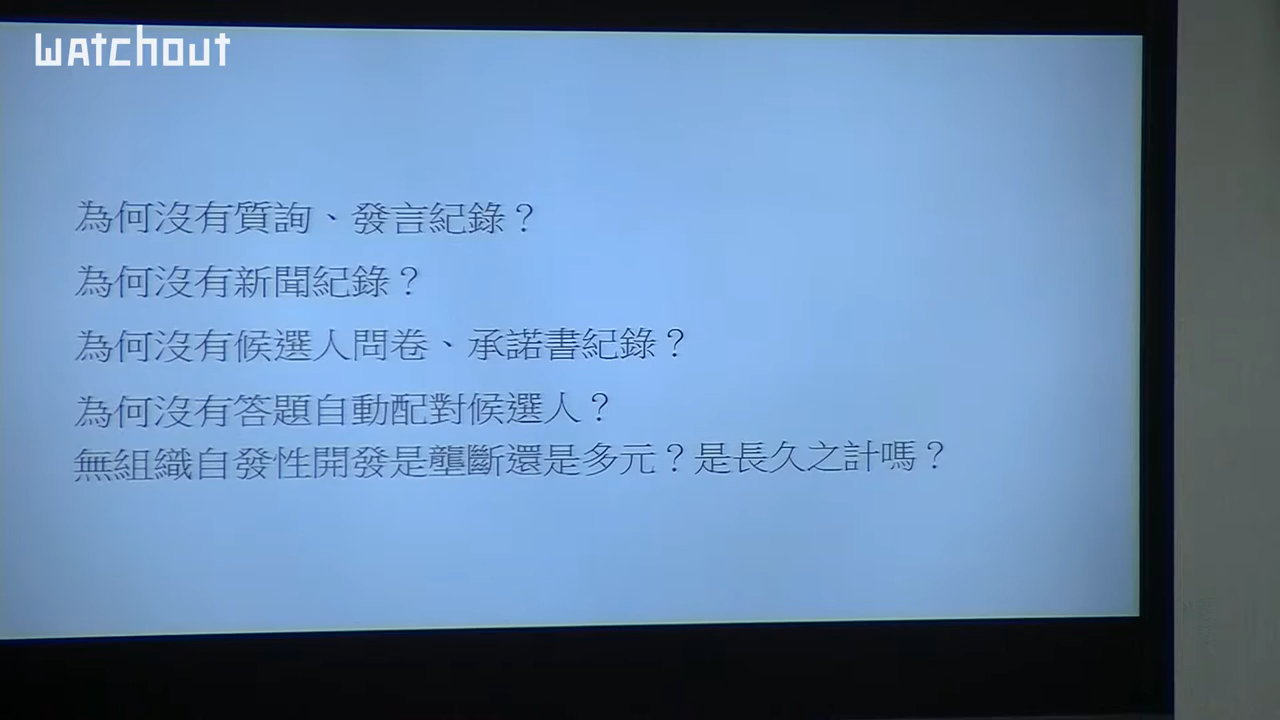 WATCHOUT
為何沒有質詢、發言紀錄？
為何沒有新聞紀錄？
為何沒有候選人問卷、承諾書紀錄？
為何沒有答題自動配對候選人？
無組織自發性開發是壟斷還是多元？是長久之計嗎？